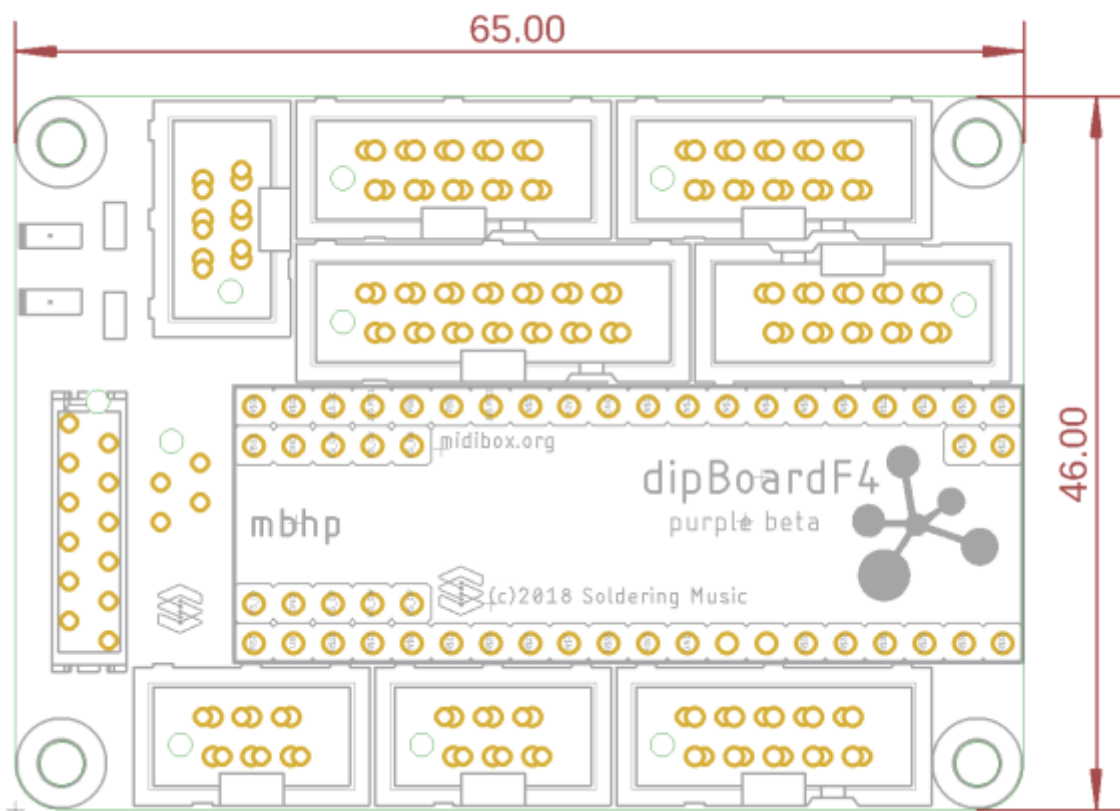 65.00
midibox.org
dipBoardF4
46.00
mbhp
purple beta
(c)2018 Soldering Music